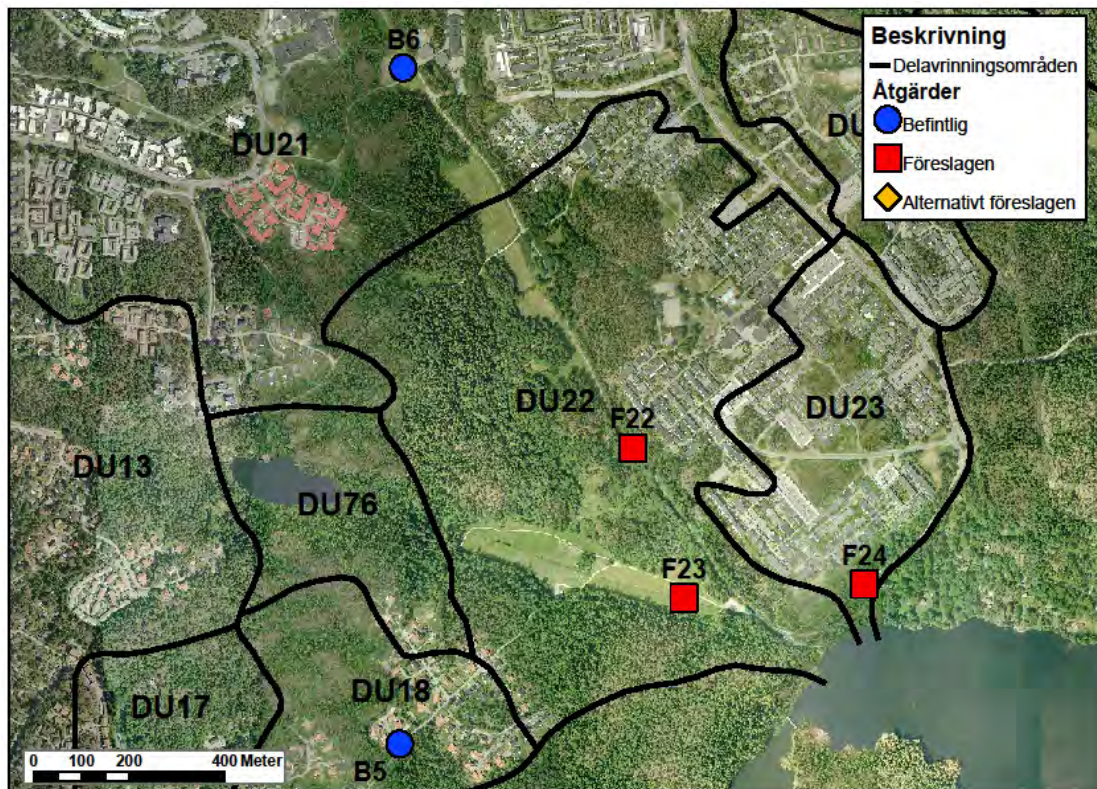 B6
Beskrivning
Delavrinningsområden
Åtgärder
Befintlig
Föreslagen
Alternativt föreslagen
DU
DU21
DU22
F22
DU23
DU13
DU76
F23
F24
DU17
DU18
B5
0 100 200 400 Meter